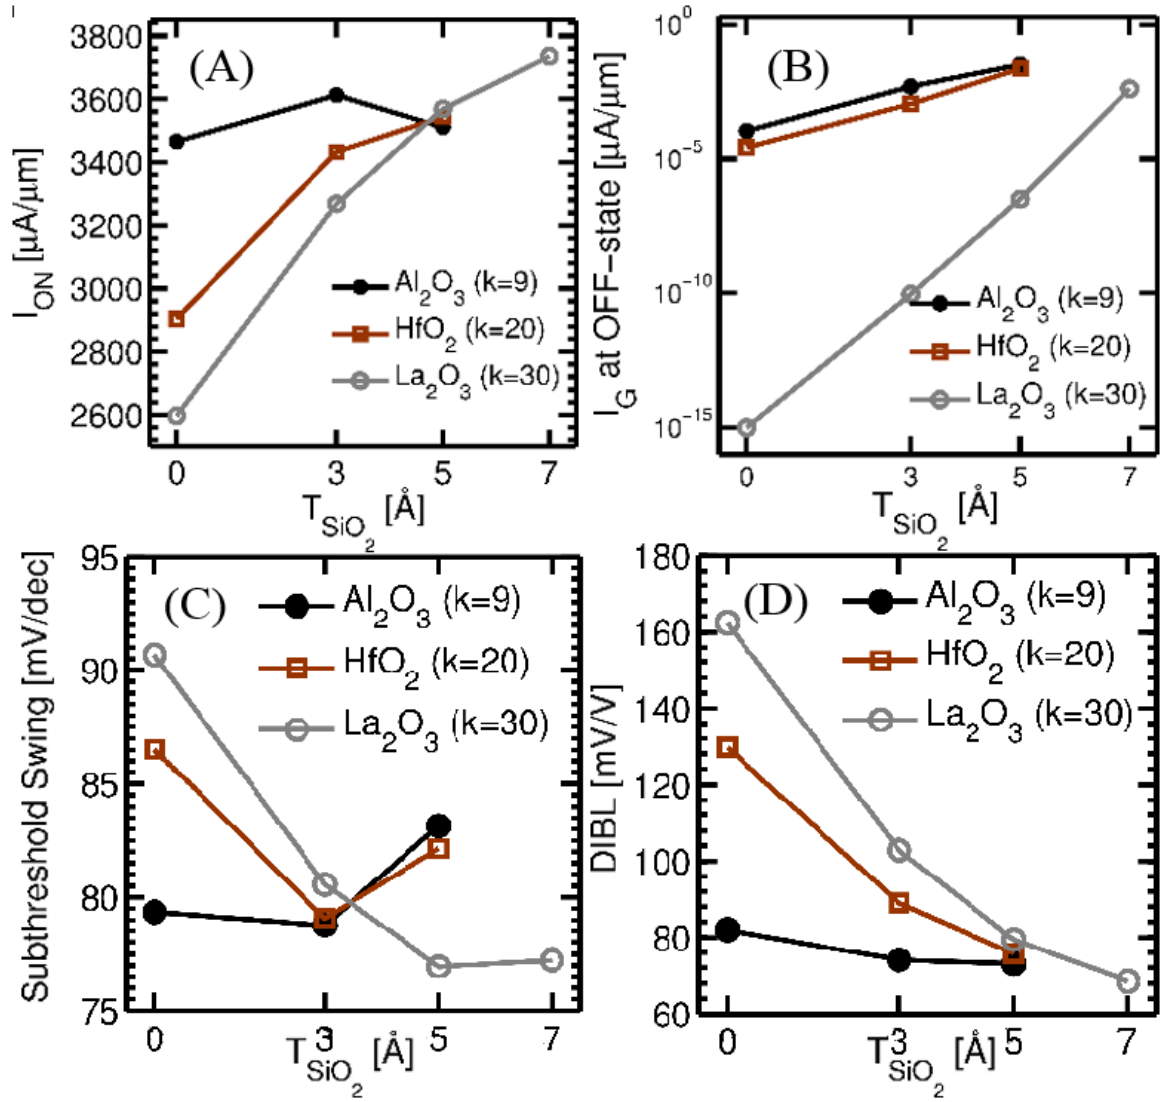 (A)
I_ON [µA/µm]
3800
3600
3400
3200
3000
2800
2600
Al₂O₃ (k=9)
HfO₂ (k=20)
La₂O₃ (k=30)
0 3 5 7
T_SiO₂ [Å]
(B)
I_G at OFF−state [µA/µm]
10⁰
10⁻⁵
10⁻¹⁰
10⁻¹⁵
Al₂O₃ (k=9)
HfO₂ (k=20)
La₂O₃ (k=30)
0 3 5 7
T_SiO₂ [Å]
(C)
Subthreshold Swing [mV/dec]
95
90
85
80
75
Al₂O₃ (k=9)
HfO₂ (k=20)
La₂O₃ (k=30)
0 3 5 7
T_SiO₂ [Å]
(D)
DIBL [mV/V]
180
160
140
120
100
80
60
Al₂O₃ (k=9)
HfO₂ (k=20)
La₂O₃ (k=30)
0 3 5 7
T_SiO₂ [Å]